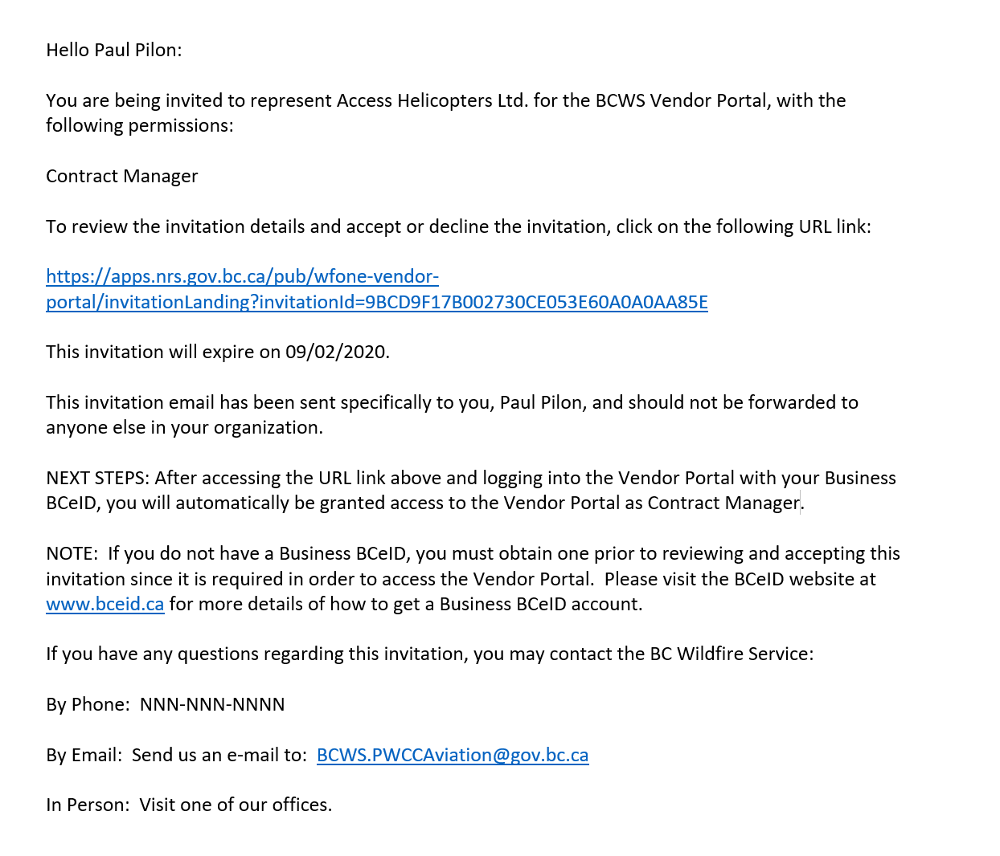 Hello Paul Pilon:
You are being invited to represent Access Helicopters Ltd. for the BCWS Vendor Portal, with the
following permissions:
Contract Manager
To review the invitation details and accept or decline the invitation, click on the following URL link:
https://apps.nrs.gov.bc.ca/pub/wfone-vendor-
portal/invitationLanding?invitationId=9BCD9F17B002730CE053E60A0A0AA85E
This invitation will expire on 09/02/2020.
This invitation email has been sent specifically to you, Paul Pilon, and should not be forwarded to
anyone else in your organization.
NEXT STEPS: After accessing the URL link above and logging into the Vendor Portal with your Business
BCeID, you will automatically be granted access to the Vendor Portal as Contract Manager.
NOTE:  If you do not have a Business BCeID, you must obtain one prior to reviewing and accepting this
invitation since it is required in order to access the Vendor Portal.  Please visit the BCeID website at
www.bceid.ca for more details of how to get a Business BCeID account.
If you have any questions regarding this invitation, you may contact the BC Wildfire Service:
By Phone:  NNN-NNN-NNNN
By Email:  Send us an e-mail to:  BCWS.PWCCAviation@gov.bc.ca
In Person:  Visit one of our offices.